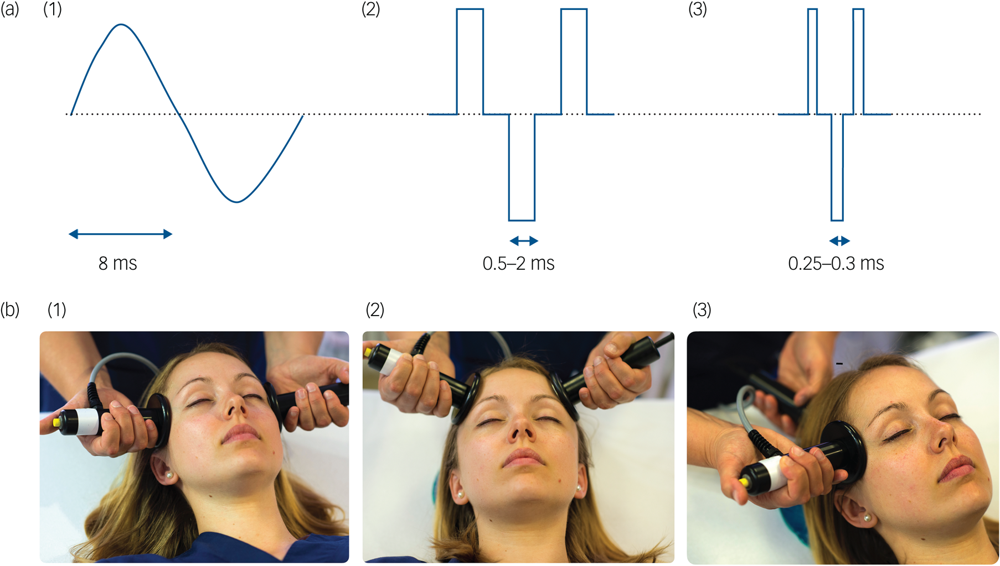 (a) (1) (2) (3)
8 ms 0.5–2 ms 0.25–0.3 ms
(b) (1) (2) (3)